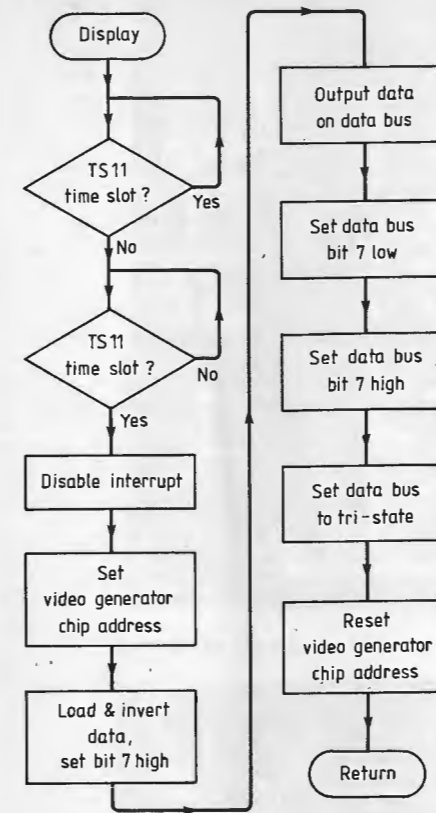 Display
TS11
time slot ?
Yes
No
TS11
time slot ?
No
Yes
Disable interrupt
Set
video generator
chip address
Load & invert
data,
set bit 7 high
Output data
on data bus
Set data bus
bit 7 low
Set data bus
bit 7 high
Set data bus
to tri-state
Reset
video generator
chip address
Return